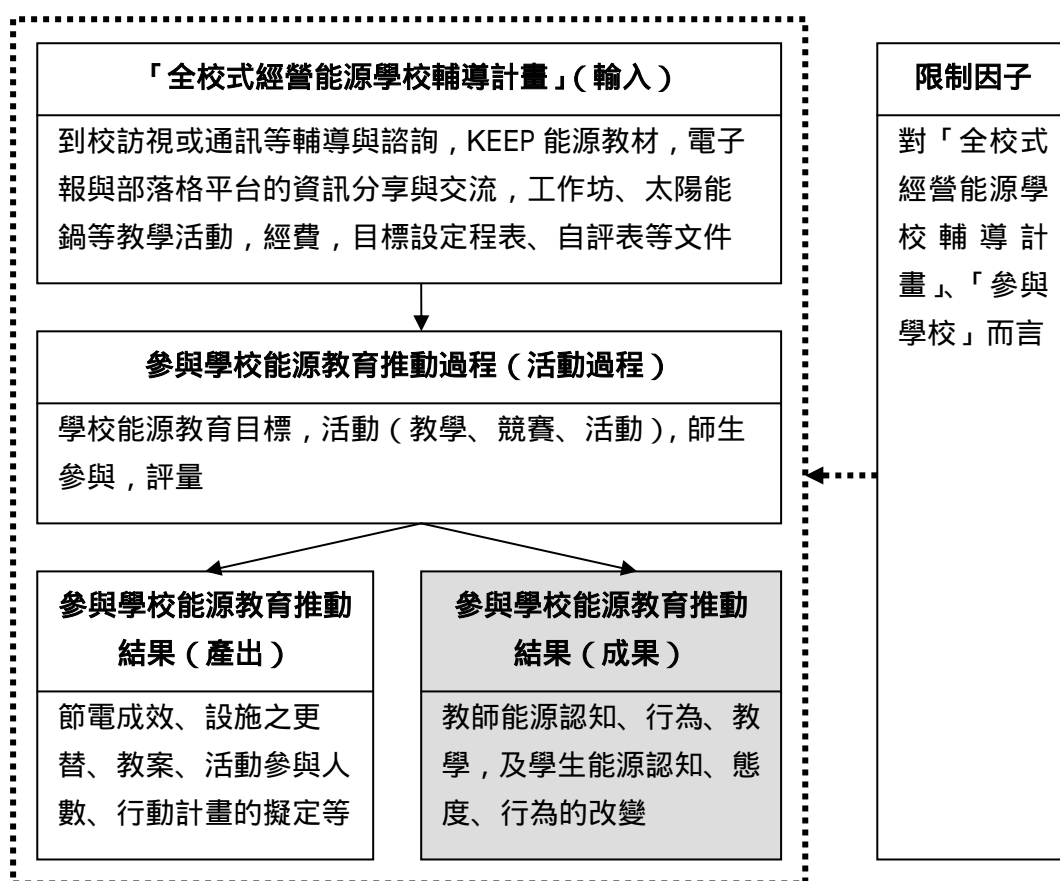 「全校式經營能源學校輔導計畫」(輸入)
到校訪視或通訊等輔導與諮詢,KEEP 能源教材,電子
報與部落格平台的資訊分享與交流,工作坊、太陽能
鍋等教學活動,經費,目標設定程表、自評表等文件
參與學校能源教育推動過程(活動過程)
學校能源教育目標,活動(教學、競賽、活動),師生
參與,評量
參與學校能源教育推動
結果(產出)
節電成效、設施之更
替、教案、活動參與人
數、行動計畫的擬定等
參與學校能源教育推動
結果(成果)
教師能源認知、行為、教
學,及學生能源認知、態
度、行為的改變
限制因子
對「全校式
經營能源學
校輔導計
畫」、「參與
學校」而言